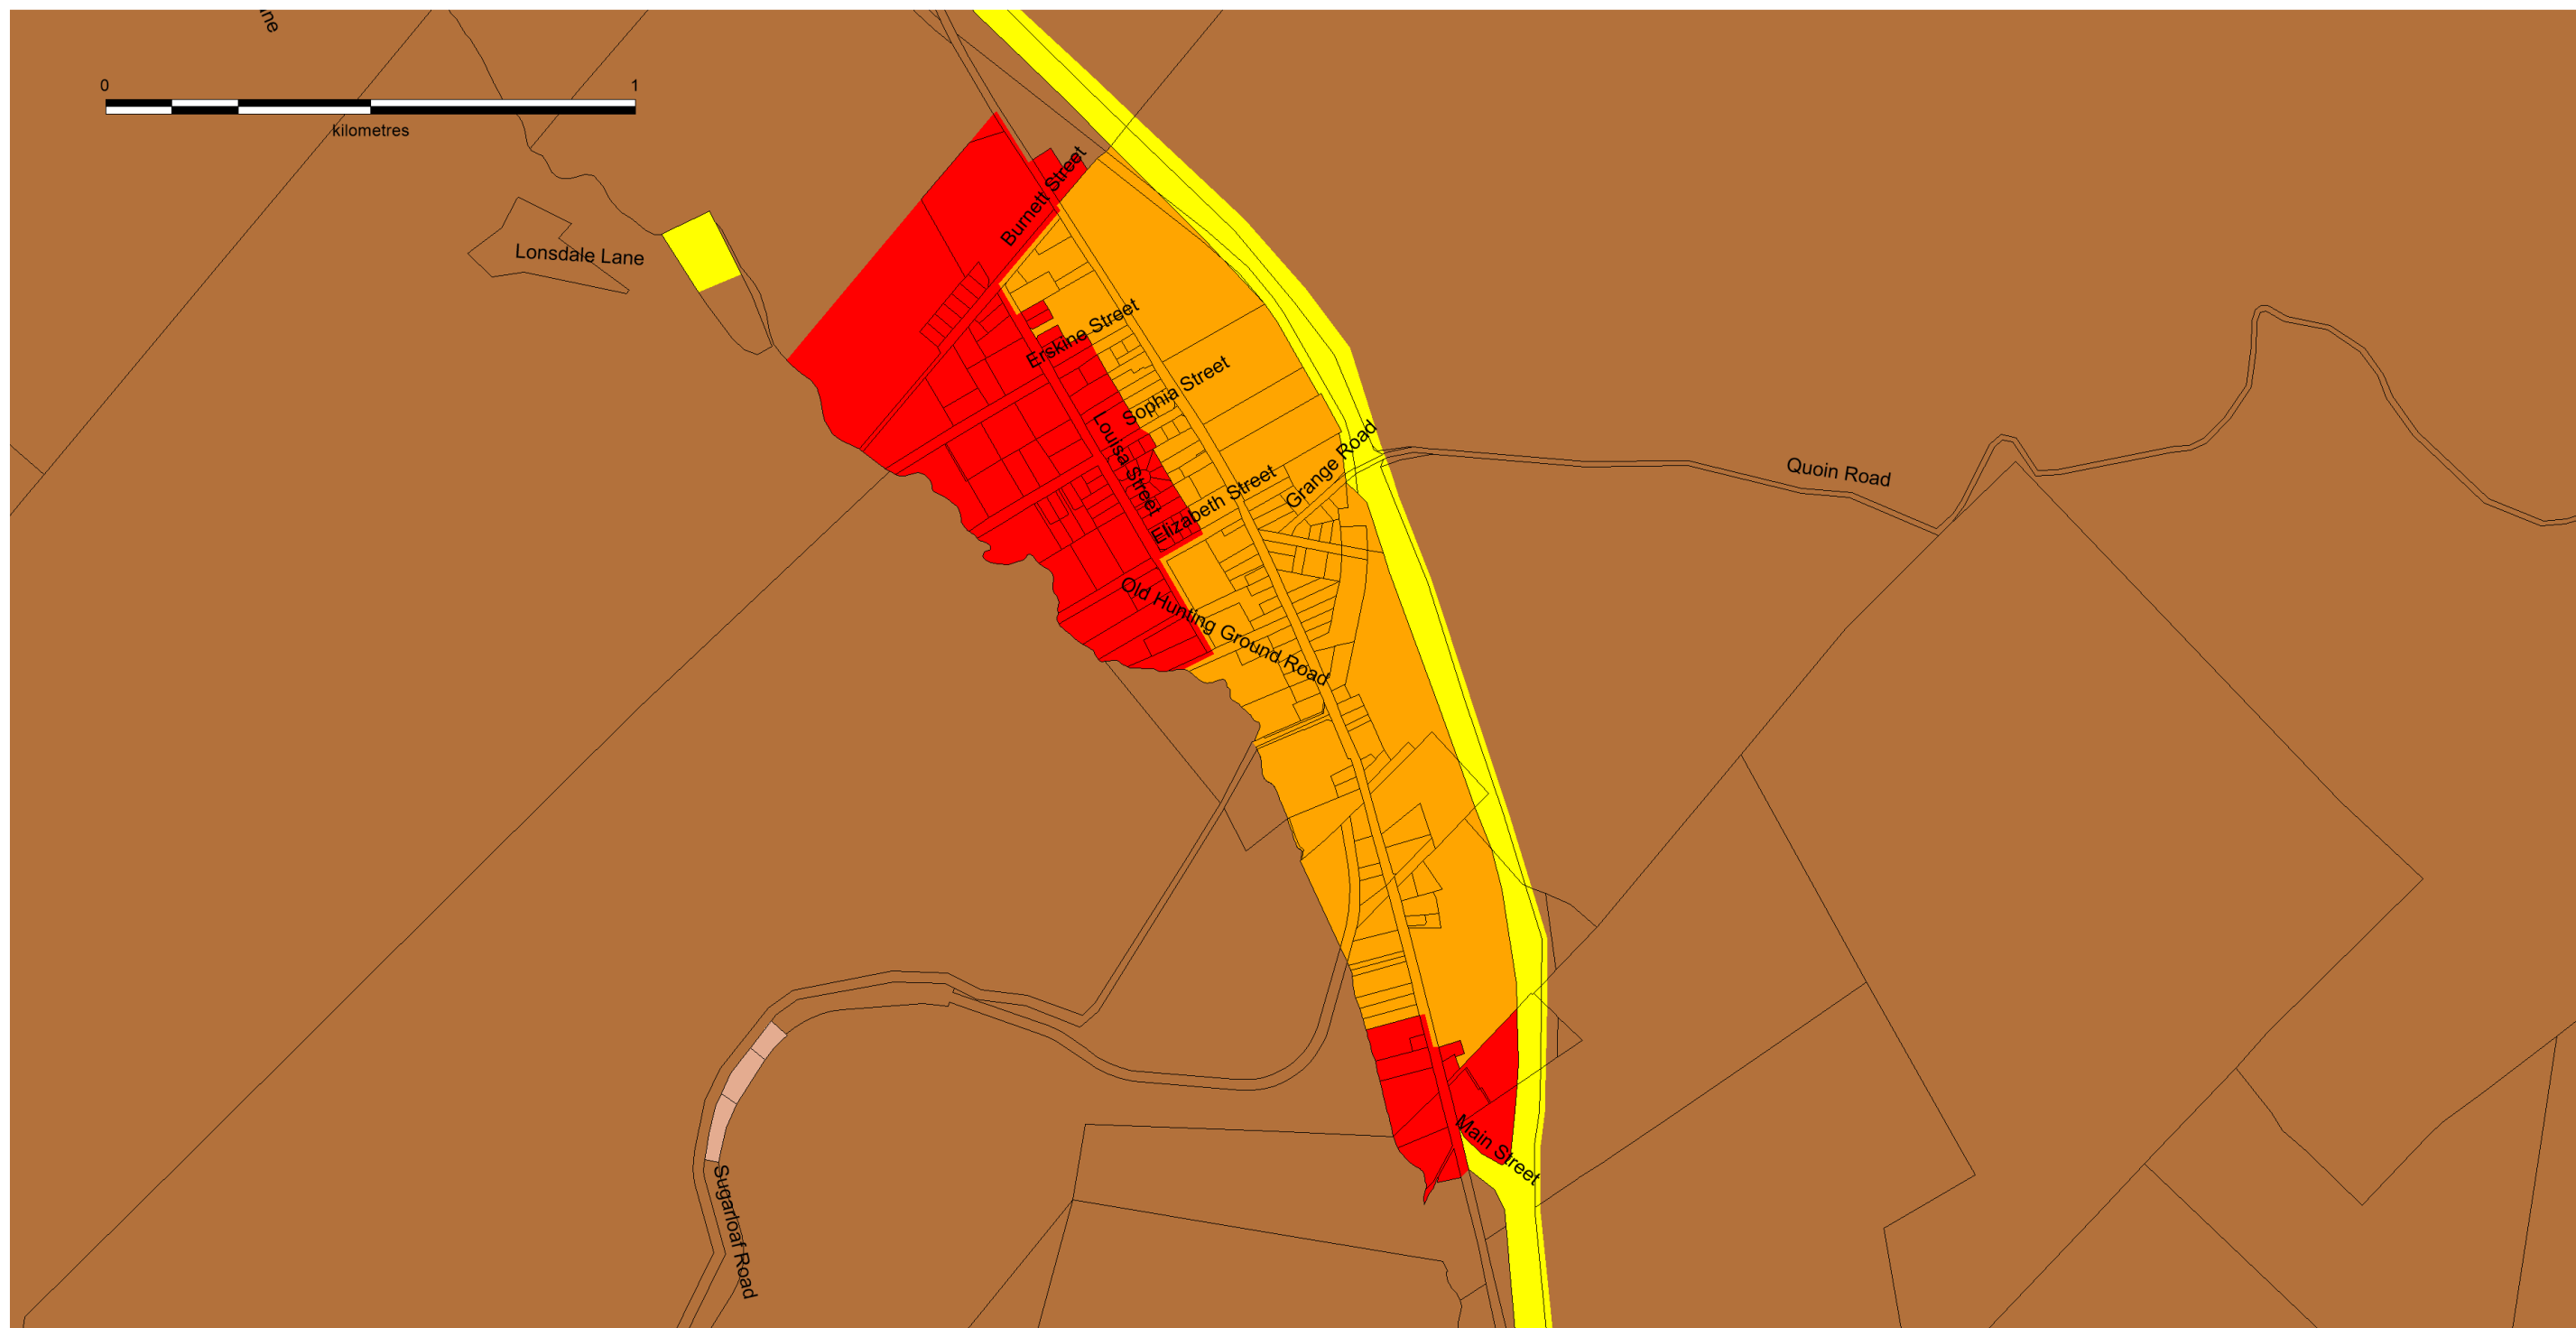 0 1
kilometres
Burnett Street
Lonsdale Lane
Erskine Street
Sophia Street
Louisa Street
Grange Road
Quoin Road
Elizabeth Street
Old Hunting Ground Road
Main Street
Sugarloaf Road